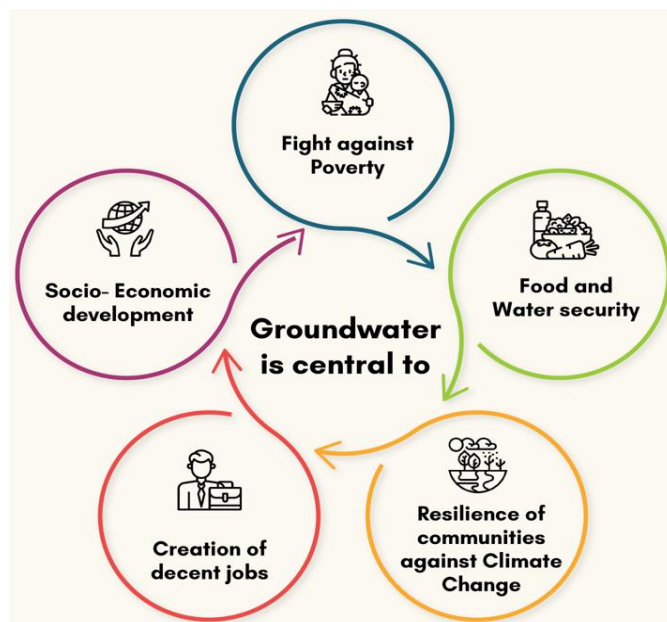 Fight against
Poverty
Food and
Water security
Resilience of
communities
against Climate
Change
Creation of
decent jobs
Socio- Economic
development
Groundwater
is central to